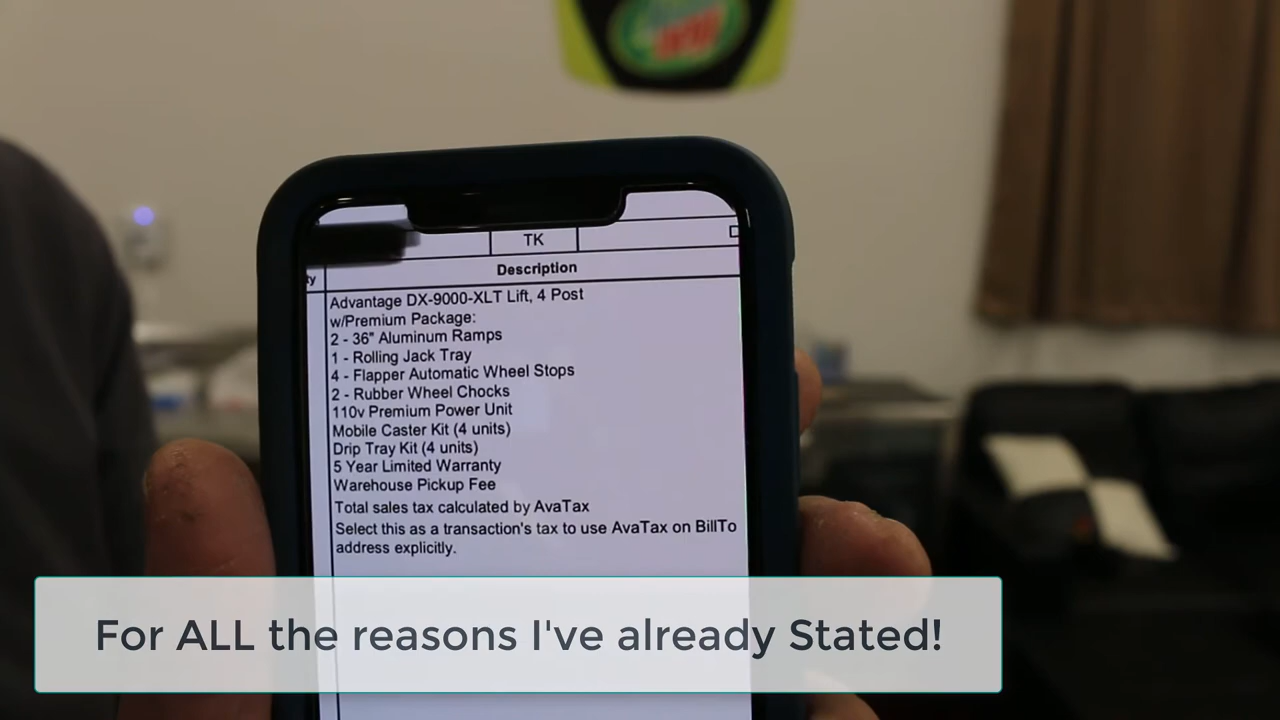 TK
Description
Advantage DX-9000-XLT Lift, 4 Post
w/Premium Package:
2 - 36" Aluminum Ramps
1 - Rolling Jack Tray
4 - Flapper Automatic Wheel Stops
2 - Rubber Wheel Chocks
110v Premium Power Unit
Mobile Caster Kit (4 units)
Drip Tray Kit (4 units)
5 Year Limited Warranty
Warehouse Pickup Fee
Total sales tax calculated by AvaTax
Select this as a transaction's tax to use AvaTax on BillTo
address explicitly.
For ALL the reasons I've already Stated!